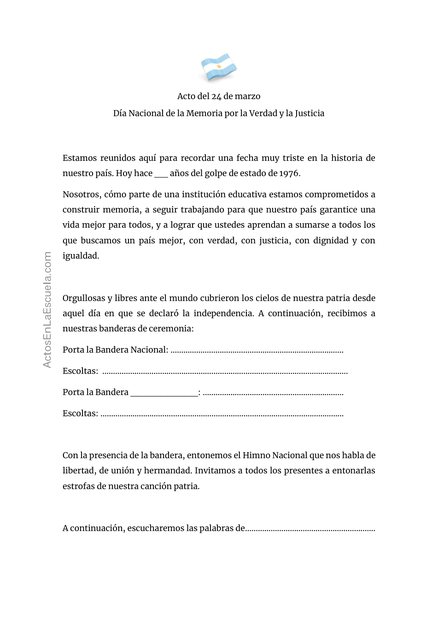 Acto del 24 de marzo
Día Nacional de la Memoria por la Verdad y la Justicia
Estamos reunidos aquí para recordar una fecha muy triste en la historia de
nuestro país. Hoy hace __ años del golpe de estado de 1976.
Nosotros, cómo parte de una institución educativa estamos comprometidos a
construir memoria, a seguir trabajando para que nuestro país garantice una
vida mejor para todos, y a lograr que ustedes aprendan a sumarse a todos los
que buscamos un país mejor, con verdad, con justicia, con dignidad y con
igualdad.
Orgullosas y libres ante el mundo cubrieron los cielos de nuestra patria desde
aquel día en que se declaró la independencia. A continuación, recibimos a
nuestras banderas de ceremonia:
Porta la Bandera Nacional: ...............................................................
Escoltas: ..........................................................................................
Porta la Bandera ____________: ...................................................
Escoltas: .........................................................................................
Con la presencia de la bandera, entonemos el Himno Nacional que nos habla de
libertad, de unión y hermandad. Invitamos a todos los presentes a entonarlas
estrofas de nuestra canción patria.
A continuación, escucharemos las palabras de................................................
ActosEnLaEscuela.com